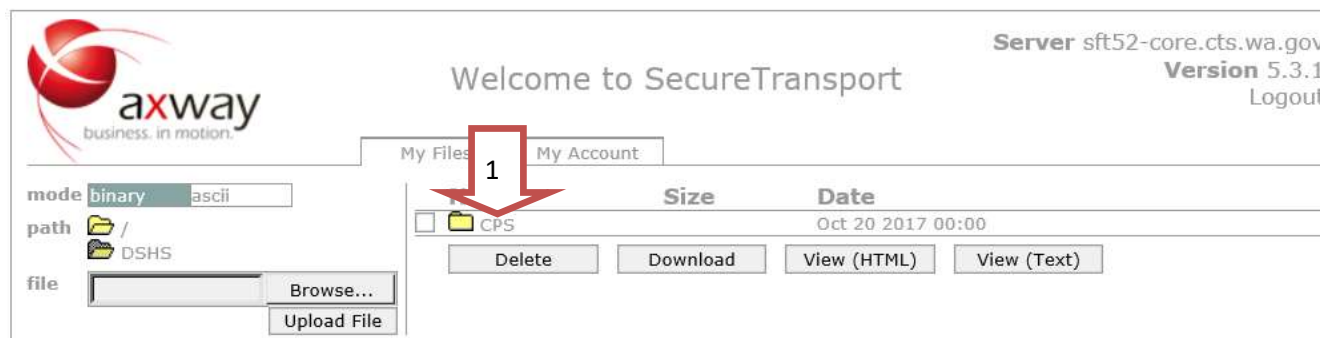 axway
business. in motion.
Welcome to SecureTransport
Server sft52-core.cts.wa.gov
Version 5.3.1
Logout
My Files
My Account
1
mode binary ascii
path /
DSHS
file
Browse...
Upload File
Size Date
CPS Oct 20 2017 00:00
Delete Download View (HTML) View (Text)